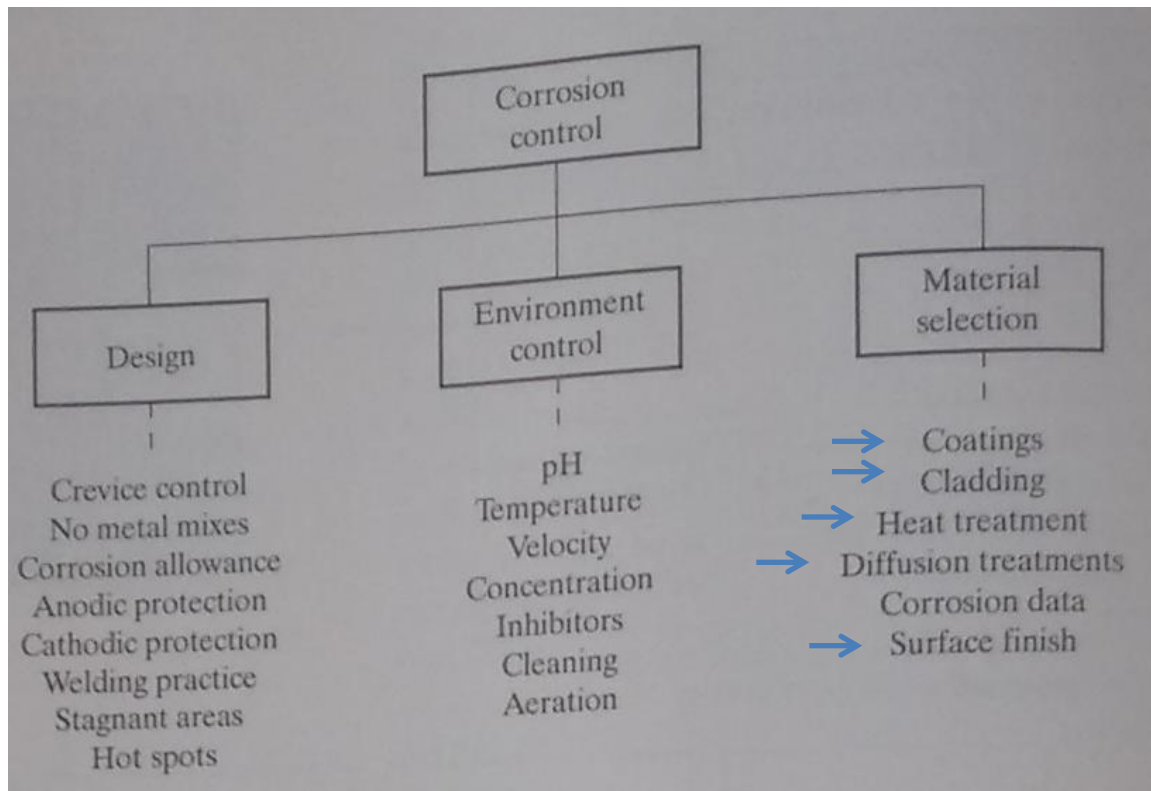 Corrosion
control
Design
Environment
control
Material
selection
Crevice control
No metal mixes
Corrosion allowance
Anodic protection
Cathodic protection
Welding practice
Stagnant areas
Hot spots
pH
Temperature
Velocity
Concentration
Inhibitors
Cleaning
Aeration
Coatings
Cladding
Heat treatment
Diffusion treatments
Corrosion data
Surface finish